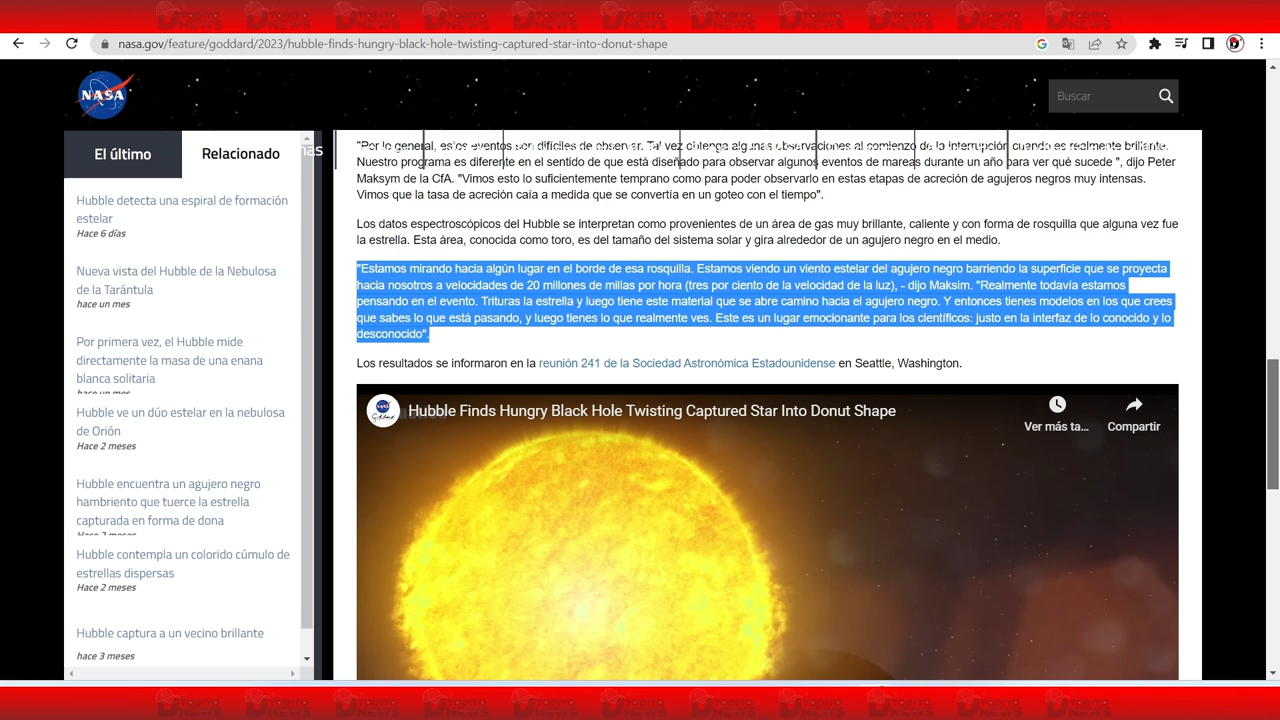 nasa.gov/feature/goddard/2023/hubble-finds-hungry-black-hole-twisting-captured-star-into-donut-shape
NASA
Buscar
El último
Relacionado
Hubble detecta una espiral de formación
estelar
Hace 6 días
Nueva vista del Hubble de la Nebulosa
de la Tarántula
hace un mes
Por primera vez, el Hubble mide
directamente la masa de una enana
blanca solitaria
hace un mes
Hubble ve un dúo estelar en la nebulosa
de Orión
Hace 2 meses
Hubble encuentra un agujero negro
hambriento que tuerce la estrella
capturada en forma de dona
Hace 2 meses
Hubble contempla un colorido cúmulo de
estrellas dispersas
Hace 2 meses
Hubble captura a un vecino brillante
hace 3 meses
"Por lo general, estos eventos son difíciles de observar. Tal vez obtenga algunas observaciones al comienzo de la interrupción cuando es realmente brillante.
Nuestro programa es diferente en el sentido de que está diseñado para observar algunos eventos de mareas durante un año para ver qué sucede ", dijo Peter
Maksym de la CfA. "Vimos esto lo suficientemente temprano como para poder observarlo en estas etapas de acreción de agujeros negros muy intensas.
Vimos que la tasa de acreción caía a medida que se convertía en un goteo con el tiempo".
Los datos espectroscópicos del Hubble se interpretan como provenientes de un área de gas muy brillante, caliente y con forma de rosquilla que alguna vez fue
la estrella. Esta área, conocida como toro, es del tamaño del sistema solar y gira alrededor de un agujero negro en el medio.
"Estamos mirando hacia algún lugar en el borde de esa rosquilla. Estamos viendo un viento estelar del agujero negro barriendo la superficie que se proyecta
hacia nosotros a velocidades de 20 millones de millas por hora (tres por ciento de la velocidad de la luz), - dijo Maksim. "Realmente todavía estamos
pensando en el evento. Trituras la estrella y luego tiene este material que se abre camino hacia el agujero negro. Y entonces tienes modelos en los que crees
que sabes lo que está pasando, y luego tienes lo que realmente ves. Este es un lugar emocionante para los científicos: justo en la interfaz de lo conocido y lo
desconocido".
Los resultados se informaron en la reunión 241 de la Sociedad Astronómica Estadounidense en Seattle, Washington.
Hubble Finds Hungry Black Hole Twisting Captured Star Into Donut Shape
Ver más ta...
Compartir